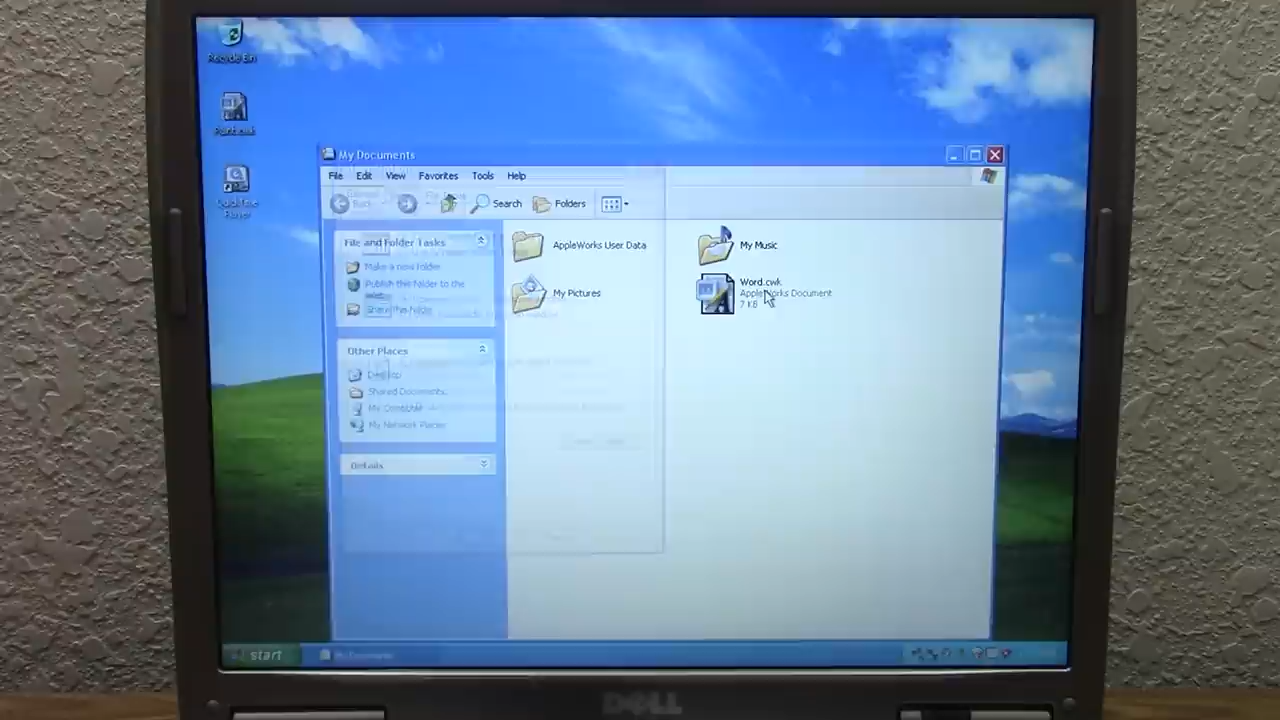 Recycle Bin
Paint.cwk
QuickTime
Player
My Documents
File Edit View Favorites Tools Help
Back
Search
Folders
File and Folder Tasks
Make a new folder
Publish this folder to the
Web
Share this folder
Other Places
Desktop
Shared Documents
My Computer
My Network Places
Details
AppleWorks User Data
My Music
My Pictures
Word.cwk
AppleWorks Document
7 KB
start
My Documents
DELL